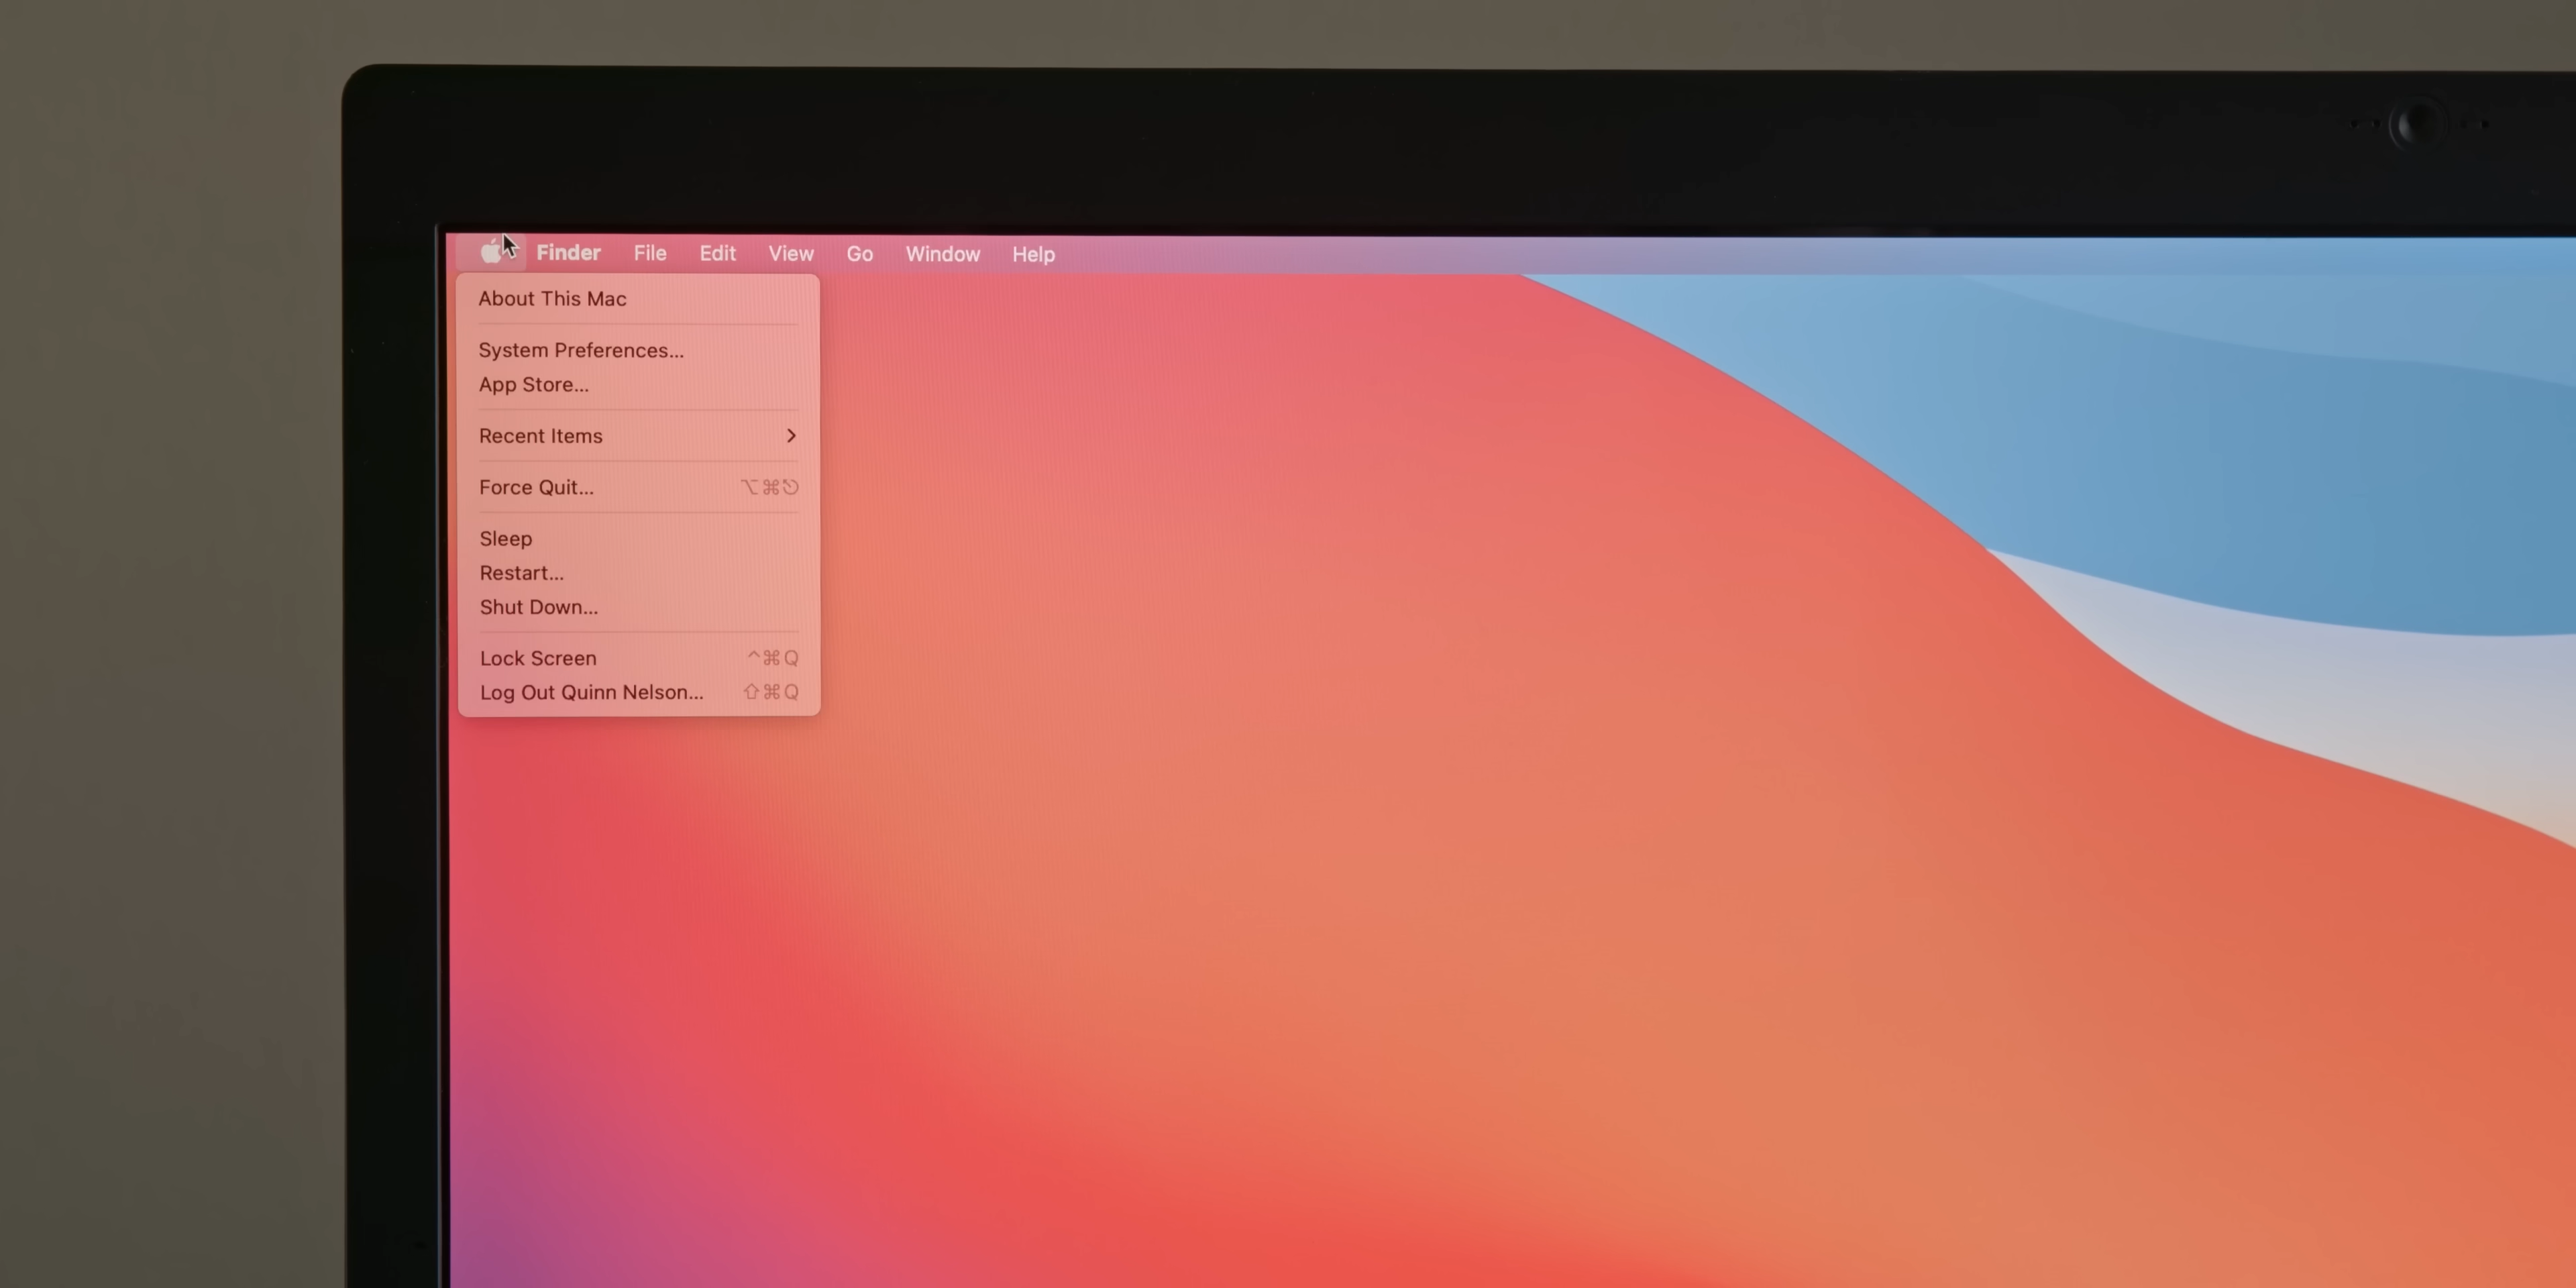 Finder File Edit View Go Window Help
About This Mac
System Preferences...
App Store...
Recent Items
Force Quit... ⌥⌘⎋
Sleep
Restart...
Shut Down...
Lock Screen ^⌘Q
Log Out Quinn Nelson... ⇧⌘Q